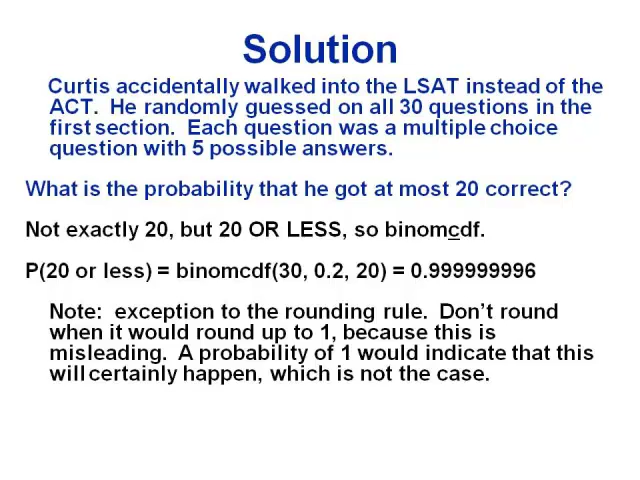 Solution
Curtis accidentally walked into the LSAT instead of the
ACT. He randomly guessed on all 30 questions in the
first section. Each question was a multiple choice
question with 5 possible answers.
What is the probability that he got at most 20 correct?
Not exactly 20, but 20 OR LESS, so binomcdf.
P(20 or less) = binomcdf(30, 0.2, 20) = 0.999999996
Note: exception to the rounding rule. Don’t round
when it would round up to 1, because this is
misleading. A probability of 1 would indicate that this
will certainly happen, which is not the case.